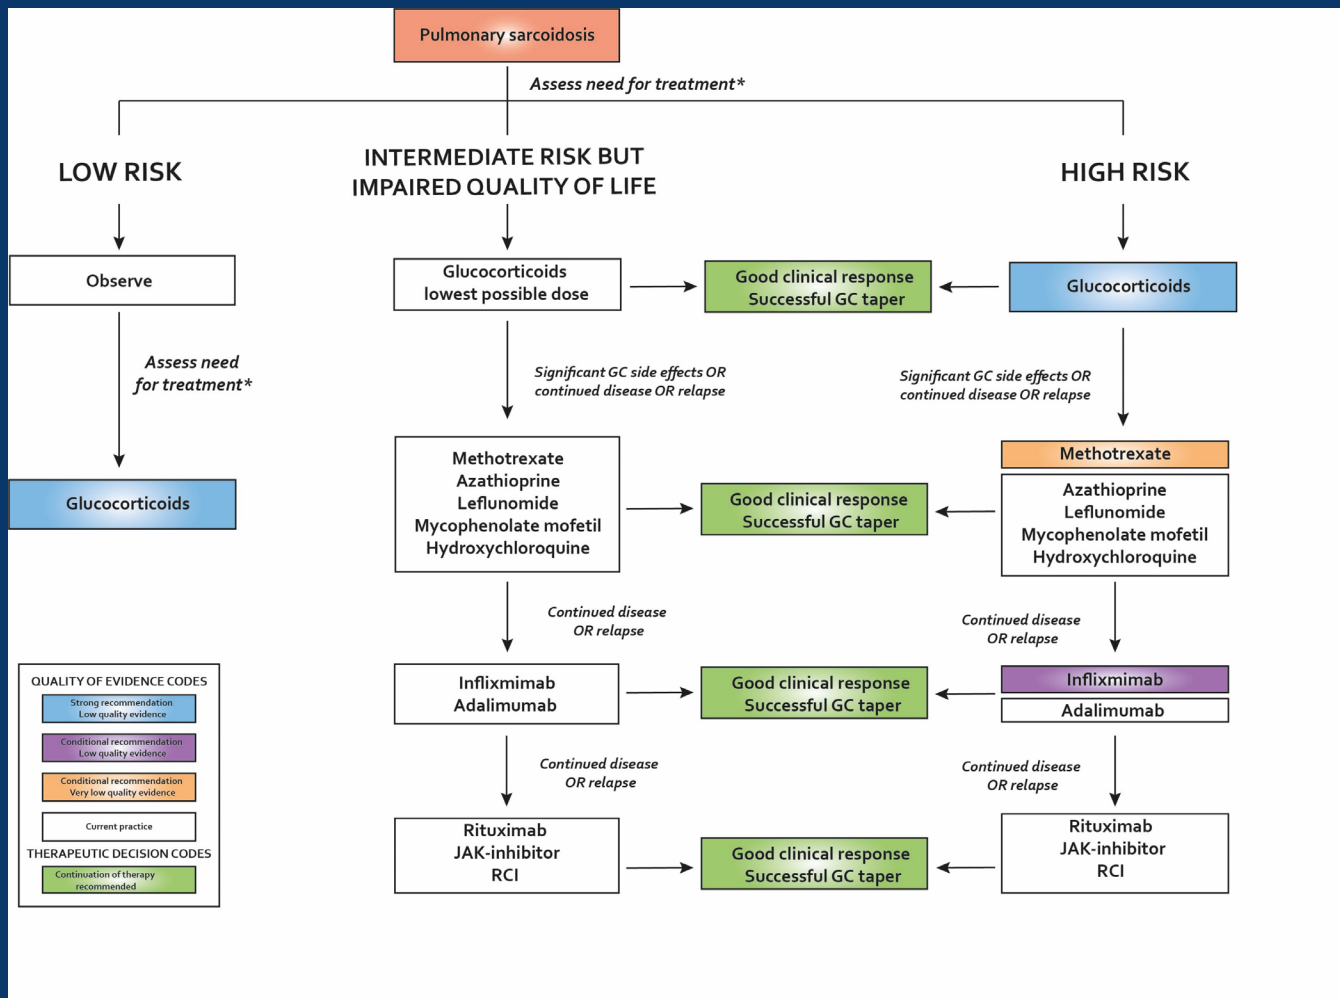 Pulmonary sarcoidosis
Assess need for treatment*
LOW RISK
INTERMEDIATE RISK BUT
IMPAIRED QUALITY OF LIFE
HIGH RISK
Observe
Glucocorticoids
lowest possible dose
Good clinical response
Successful GC taper
Glucocorticoids
Assess need
for treatment*
Significant GC side effects OR
continued disease OR relapse
Significant GC side effects OR
continued disease OR relapse
Glucocorticoids
Methotrexate
Azathioprine
Leflunomide
Mycophenolate mofetil
Hydroxychloroquine
Good clinical response
Successful GC taper
Methotrexate
Azathioprine
Leflunomide
Mycophenolate mofetil
Hydroxychloroquine
Continued disease
OR relapse
Continued disease
OR relapse
Inflixmimab
Adalimumab
Good clinical response
Successful GC taper
Inflixmimab
Adalimumab
Continued disease
OR relapse
Continued disease
OR relapse
Rituximab
JAK-inhibitor
RCI
Good clinical response
Successful GC taper
Rituximab
JAK-inhibitor
RCI
QUALITY OF EVIDENCE CODES
Strong recommendation
Low quality evidence
Conditional recommendation
Low quality evidence
Conditional recommendation
Very low quality evidence
Current practice
THERAPEUTIC DECISION CODES
Continuation of therapy
recommended